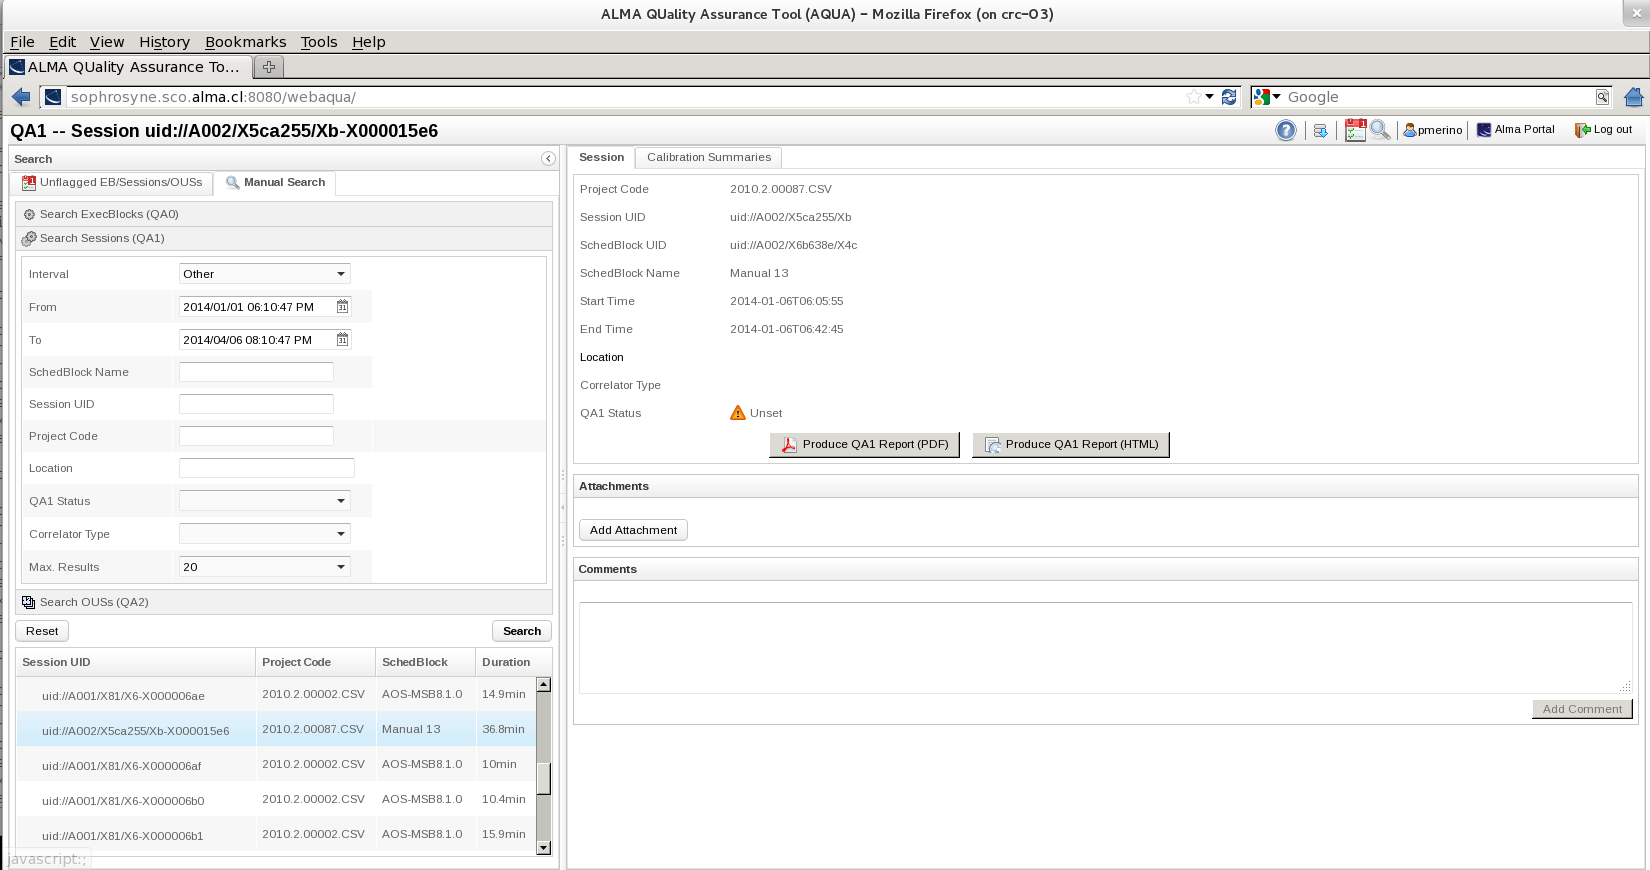 ALMA QUality Assurance Tool (AQUA) - Mozilla Firefox (on crc-03)
File Edit View History Bookmarks Tools Help
ALMA QUality Assurance To...
sophrosyne.sco.alma.cl:8080/webaqua/ Google
QA1 -- Session uid://A002/X5ca255/Xb-X000015e6 pmerino Alma Portal Log out
Search
Unflagged EB/Sessions/OUSs Manual Search
Search ExecBlocks (QA0)
Search Sessions (QA1)
Interval Other
From 2014/01/01 06:10:47 PM
To 2014/04/06 08:10:47 PM
SchedBlock Name
Session UID
Project Code
Location
QA1 Status
Correlator Type
Max. Results 20
Search OUSs (QA2)
Reset Search
Session UID Project Code SchedBlock Duration
uid://A001/X81/X6-X000006ae 2010.2.00002.CSV AOS-MSB8.1.0 14.9min
uid://A002/X5ca255/Xb-X000015e6 2010.2.00087.CSV Manual 13 36.8min
uid://A001/X81/X6-X000006af 2010.2.00002.CSV AOS-MSB8.1.0 10min
uid://A001/X81/X6-X000006b0 2010.2.00002.CSV AOS-MSB8.1.0 10.4min
uid://A001/X81/X6-X000006b1 2010.2.00002.CSV AOS-MSB8.1.0 15.9min
javascript:;
Session Calibration Summaries
Project Code 2010.2.00087.CSV
Session UID uid://A002/X5ca255/Xb
SchedBlock UID uid://A002/X6b638e/X4c
SchedBlock Name Manual 13
Start Time 2014-01-06T06:05:55
End Time 2014-01-06T06:42:45
Location
Correlator Type
QA1 Status Unset
Produce QA1 Report (PDF) Produce QA1 Report (HTML)
Attachments
Add Attachment
Comments
Add Comment